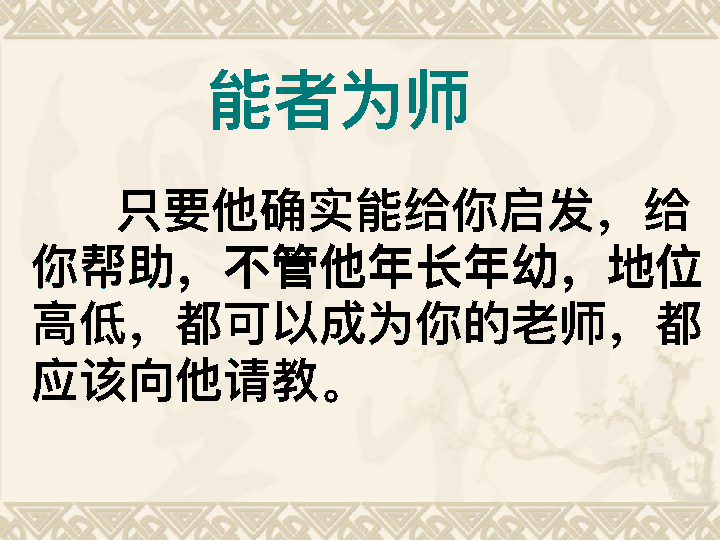 能者为师
只要他确实能给你启发，给
你帮助，不管他年长年幼，地位
高低，都可以成为你的老师，都
应该向他请教。